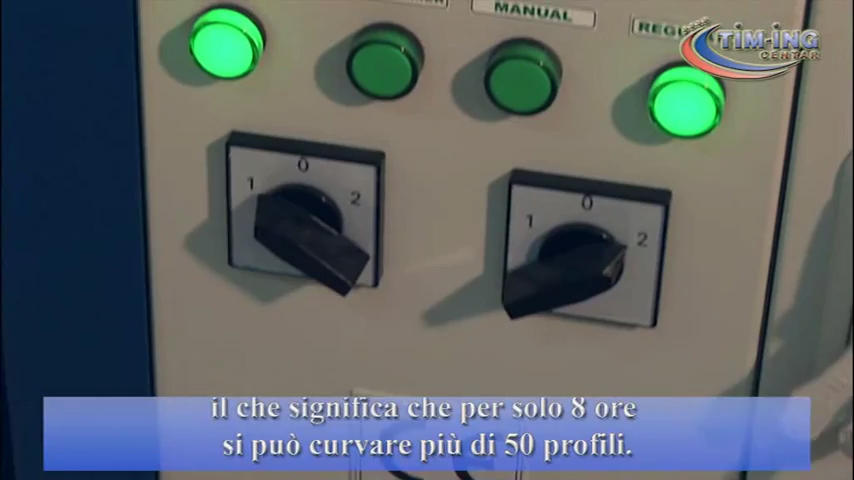 MANUAL
TIM-ING
CENTAR
0
1
2
0
1
2
il che significa che per solo 8 ore
si può curvare più di 50 profili.